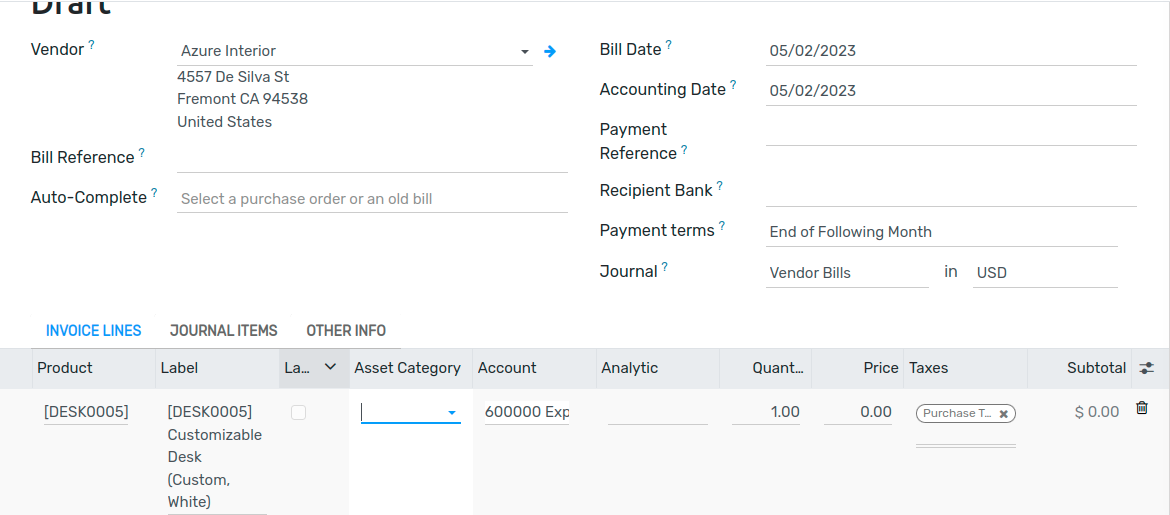 Draft
Vendor ?
Azure Interior
4557 De Silva St
Fremont CA 94538
United States
Bill Reference ?
Auto-Complete ?
Select a purchase order or an old bill
Bill Date ?
05/02/2023
Accounting Date ?
05/02/2023
Payment
Reference ?
Recipient Bank ?
Payment terms ?
End of Following Month
Journal ?
Vendor Bills
in
USD
INVOICE LINES JOURNAL ITEMS OTHER INFO
Product Label La... Asset Category Account Analytic Quant... Price Taxes Subtotal
[DESK0005] [DESK0005] 600000 Exp 1.00 0.00 Purchase T... $ 0.00
Customizable
Desk
(Custom,
White)